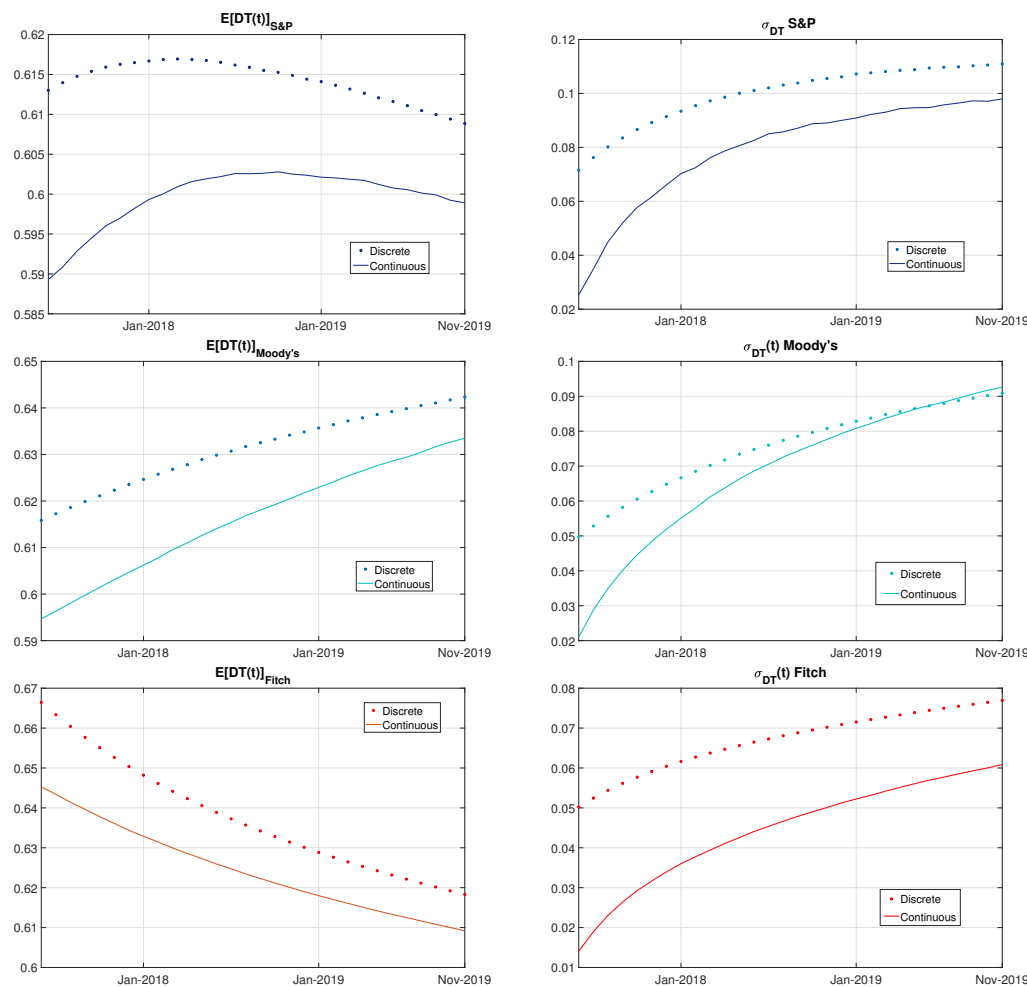 E[DT(t)]S&P
0.62
0.615
0.61
0.605
0.6
0.595
0.59
0.585
Jan-2018
Jan-2019
Nov-2019
Discrete
Continuous
σDT S&P
0.12
0.1
0.08
0.06
0.04
0.02
Jan-2018
Jan-2019
Nov-2019
Discrete
Continuous
E[DT(t)]Moody's
0.65
0.64
0.63
0.62
0.61
0.6
0.59
Jan-2018
Jan-2019
Nov-2019
Discrete
Continuous
σDT(t) Moody's
0.1
0.09
0.08
0.07
0.06
0.05
0.04
0.03
0.02
Jan-2018
Jan-2019
Nov-2019
Discrete
Continuous
E[DT(t)]Fitch
0.67
0.66
0.65
0.64
0.63
0.62
0.61
0.6
Jan-2018
Jan-2019
Nov-2019
Discrete
Continuous
σDT(t) Fitch
0.08
0.07
0.06
0.05
0.04
0.03
0.02
0.01
Jan-2018
Jan-2019
Nov-2019
Discrete
Continuous